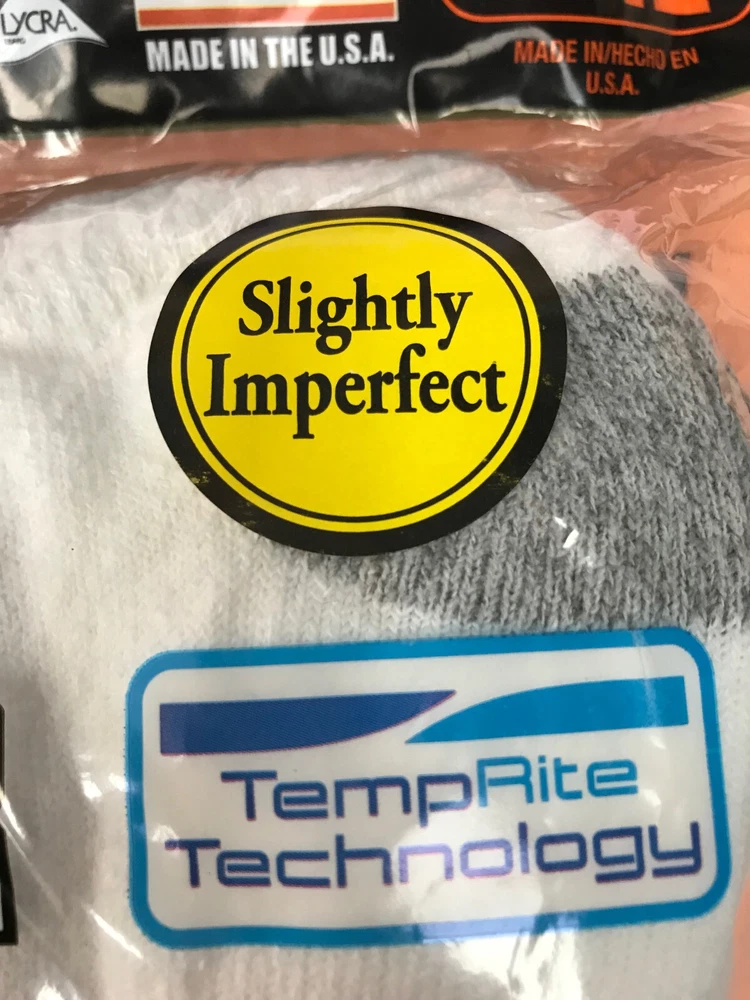 LYCRA.
MADE IN THE U.S.A.
MADE IN/HECHO EN
U.S.A.
Slightly
Imperfect
TempRite
Technology